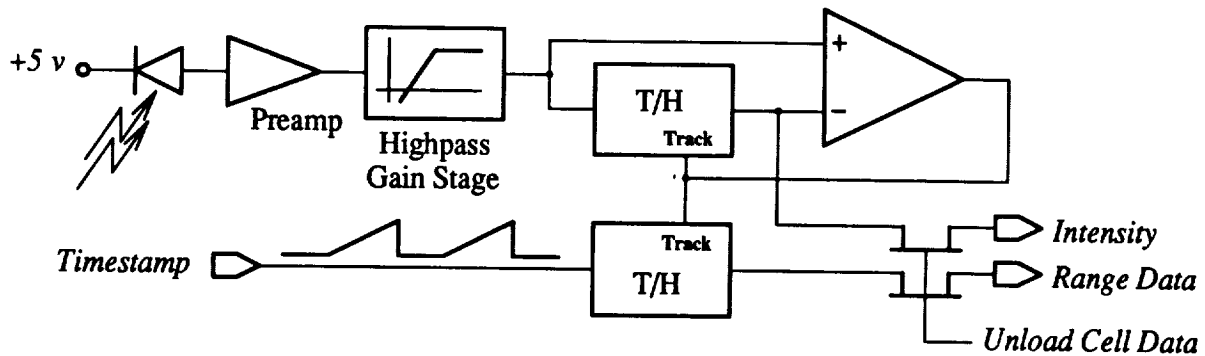 +5 v
Preamp
Highpass
Gain Stage
T/H
Track
+
−
Timestamp
Track
T/H
Intensity
Range Data
Unload Cell Data